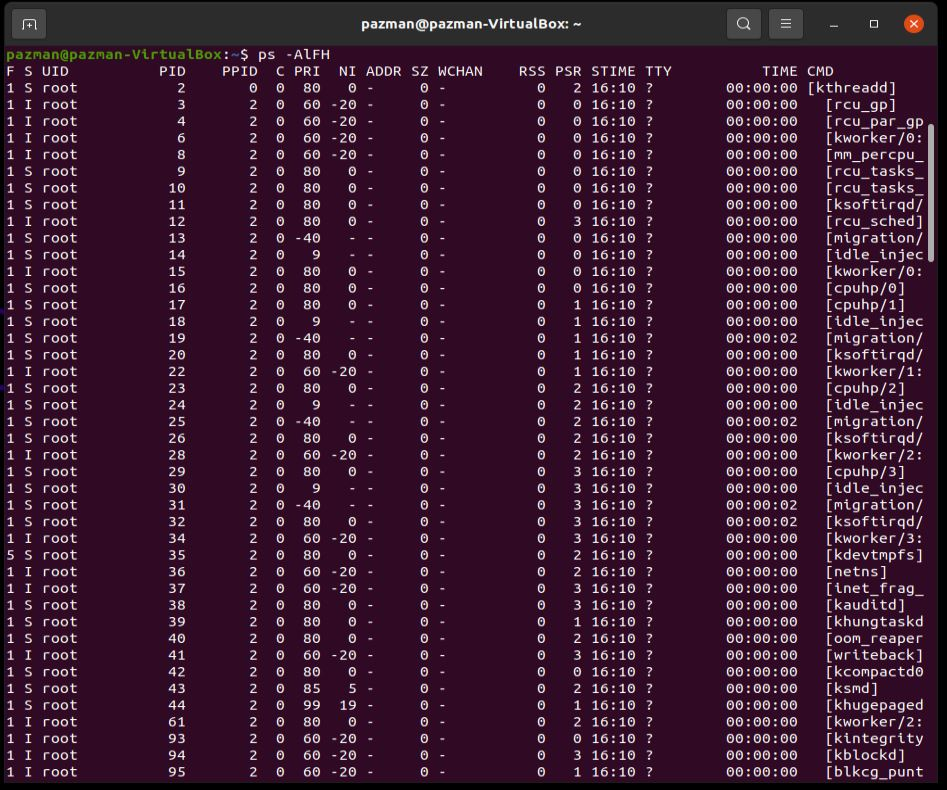 pazman@pazman-VirtualBox: ~
pazman@pazman-VirtualBox:~$ ps -AlFH
F S UID PID PPID C PRI NI ADDR SZ WCHAN RSS PSR STIME TTY TIME CMD
1 S root 2 0 0 80 0 - 0 - 0 2 16:10 ? 00:00:00 [kthreadd]
1 I root 3 2 0 60 -20 - 0 - 0 0 16:10 ? 00:00:00 [rcu_gp]
1 I root 4 2 0 60 -20 - 0 - 0 0 16:10 ? 00:00:00 [rcu_par_gp
1 I root 6 2 0 60 -20 - 0 - 0 0 16:10 ? 00:00:00 [kworker/0:
1 I root 8 2 0 60 -20 - 0 - 0 0 16:10 ? 00:00:00 [mm_percpu_
1 S root 9 2 0 80 0 - 0 - 0 0 16:10 ? 00:00:00 [rcu_tasks_
1 S root 10 2 0 80 0 - 0 - 0 0 16:10 ? 00:00:00 [rcu_tasks_
1 S root 11 2 0 80 0 - 0 - 0 0 16:10 ? 00:00:00 [ksoftirqd/
1 I root 12 2 0 80 0 - 0 - 0 3 16:10 ? 00:00:00 [rcu_sched]
1 S root 13 2 0 -40 - - 0 - 0 0 16:10 ? 00:00:00 [migration/
1 S root 14 2 0 9 - - 0 - 0 0 16:10 ? 00:00:00 [idle_injec
1 I root 15 2 0 80 0 - 0 - 0 0 16:10 ? 00:00:00 [kworker/0:
1 S root 16 2 0 80 0 - 0 - 0 0 16:10 ? 00:00:00 [cpuhp/0]
1 S root 17 2 0 80 0 - 0 - 0 1 16:10 ? 00:00:00 [cpuhp/1]
1 S root 18 2 0 9 - - 0 - 0 1 16:10 ? 00:00:00 [idle_injec
1 S root 19 2 0 -40 - - 0 - 0 1 16:10 ? 00:00:02 [migration/
1 S root 20 2 0 80 0 - 0 - 0 1 16:10 ? 00:00:00 [ksoftirqd/
1 I root 22 2 0 60 -20 - 0 - 0 1 16:10 ? 00:00:00 [kworker/1:
1 S root 23 2 0 80 0 - 0 - 0 2 16:10 ? 00:00:00 [cpuhp/2]
1 S root 24 2 0 9 - - 0 - 0 2 16:10 ? 00:00:00 [idle_injec
1 S root 25 2 0 -40 - - 0 - 0 2 16:10 ? 00:00:02 [migration/
1 S root 26 2 0 80 0 - 0 - 0 2 16:10 ? 00:00:00 [ksoftirqd/
1 I root 28 2 0 60 -20 - 0 - 0 2 16:10 ? 00:00:00 [kworker/2:
1 S root 29 2 0 80 0 - 0 - 0 3 16:10 ? 00:00:00 [cpuhp/3]
1 S root 30 2 0 9 - - 0 - 0 3 16:10 ? 00:00:00 [idle_injec
1 S root 31 2 0 -40 - - 0 - 0 3 16:10 ? 00:00:02 [migration/
1 S root 32 2 0 80 0 - 0 - 0 3 16:10 ? 00:00:02 [ksoftirqd/
1 I root 34 2 0 60 -20 - 0 - 0 3 16:10 ? 00:00:00 [kworker/3:
5 S root 35 2 0 80 0 - 0 - 0 2 16:10 ? 00:00:00 [kdevtmpfs]
1 I root 36 2 0 60 -20 - 0 - 0 2 16:10 ? 00:00:00 [netns]
1 I root 37 2 0 60 -20 - 0 - 0 3 16:10 ? 00:00:00 [inet_frag_
1 S root 38 2 0 80 0 - 0 - 0 3 16:10 ? 00:00:00 [kauditd]
1 S root 39 2 0 80 0 - 0 - 0 1 16:10 ? 00:00:00 [khungtaskd
1 S root 40 2 0 80 0 - 0 - 0 2 16:10 ? 00:00:00 [oom_reaper
1 I root 41 2 0 60 -20 - 0 - 0 3 16:10 ? 00:00:00 [writeback]
1 S root 42 2 0 80 0 - 0 - 0 0 16:10 ? 00:00:00 [kcompactd0
1 S root 43 2 0 85 5 - 0 - 0 2 16:10 ? 00:00:00 [ksmd]
1 S root 44 2 0 99 19 - 0 - 0 1 16:10 ? 00:00:00 [khugepaged
1 I root 61 2 0 80 0 - 0 - 0 2 16:10 ? 00:00:00 [kworker/2:
1 I root 93 2 0 60 -20 - 0 - 0 0 16:10 ? 00:00:00 [kintegrity
1 I root 94 2 0 60 -20 - 0 - 0 3 16:10 ? 00:00:00 [kblockd]
1 I root 95 2 0 60 -20 - 0 - 0 1 16:10 ? 00:00:00 [blkcg_punt